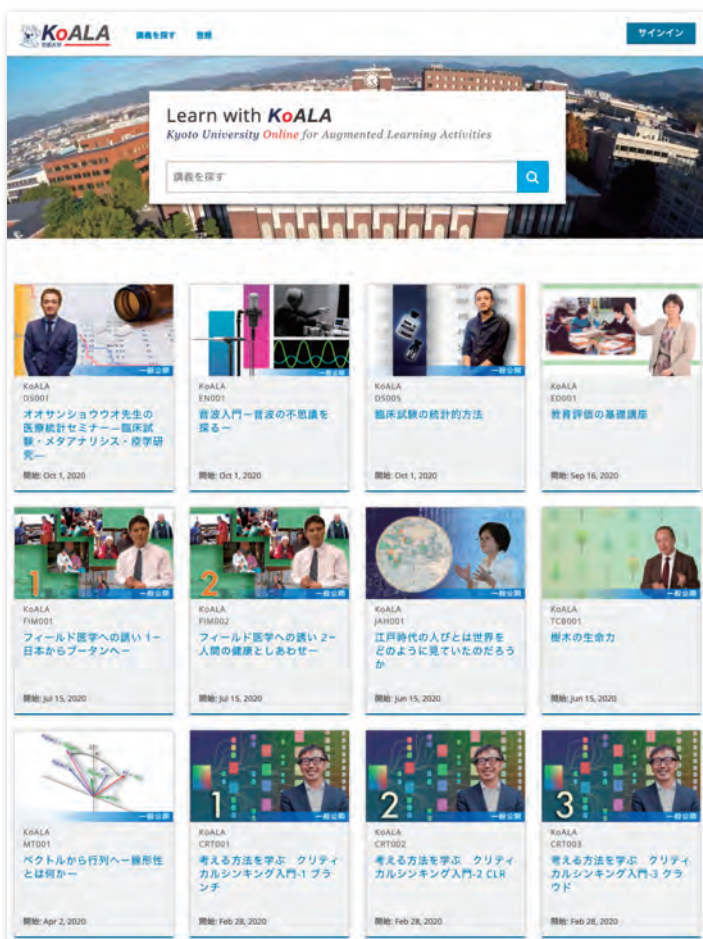 KoALA
京都大学
講義を探す
登録
サインイン
Learn with KoALA
Kyoto University Online for Augmented Learning Activities
講義を探す
一般公開
KoALA
DS001
オオサンショウウオ先生の
医療統計セミナー—臨床試
験・メタアナリシス・疫学研
究—
開始: Oct 1, 2020
一般公開
KoALA
EN001
音波入門ー音波の不思議を
探るー
開始: Oct 1, 2020
一般公開
KoALA
DS005
臨床試験の統計的方法
開始: Oct 1, 2020
KoALA
ED001
教育評価の基礎講座
開始: Sep 16, 2020
1
一般公開
KoALA
FIM001
フィールド医学への誘い 1ー
日本からブータンへー
開始: Jul 15, 2020
2
一般公開
KoALA
FIM002
フィールド医学への誘い 2ー
人間の健康としあわせー
開始: Jul 15, 2020
一般公開
KoALA
JAH001
江戸時代の人びとは世界を
どのように見ていたのだろう
か
開始: Jun 15, 2020
一般公開
KoALA
TCB001
樹木の生命力
開始: Jun 15, 2020
一般公開
KoALA
MT001
ベクトルから行列へー線形性
とは何かー
開始: Apr 2, 2020
1
一般公開
KoALA
CRT001
考える方法を学ぶ クリティ
カルシンキング入門-1 ブラ
ンチ
開始: Feb 28, 2020
2
一般公開
KoALA
CRT002
考える方法を学ぶ クリティ
カルシンキング入門-2 CLR
開始: Feb 28, 2020
3
一般公開
KoALA
CRT003
考える方法を学ぶ クリティ
カルシンキング入門-3 クラ
ウド
開始: Feb 28, 2020